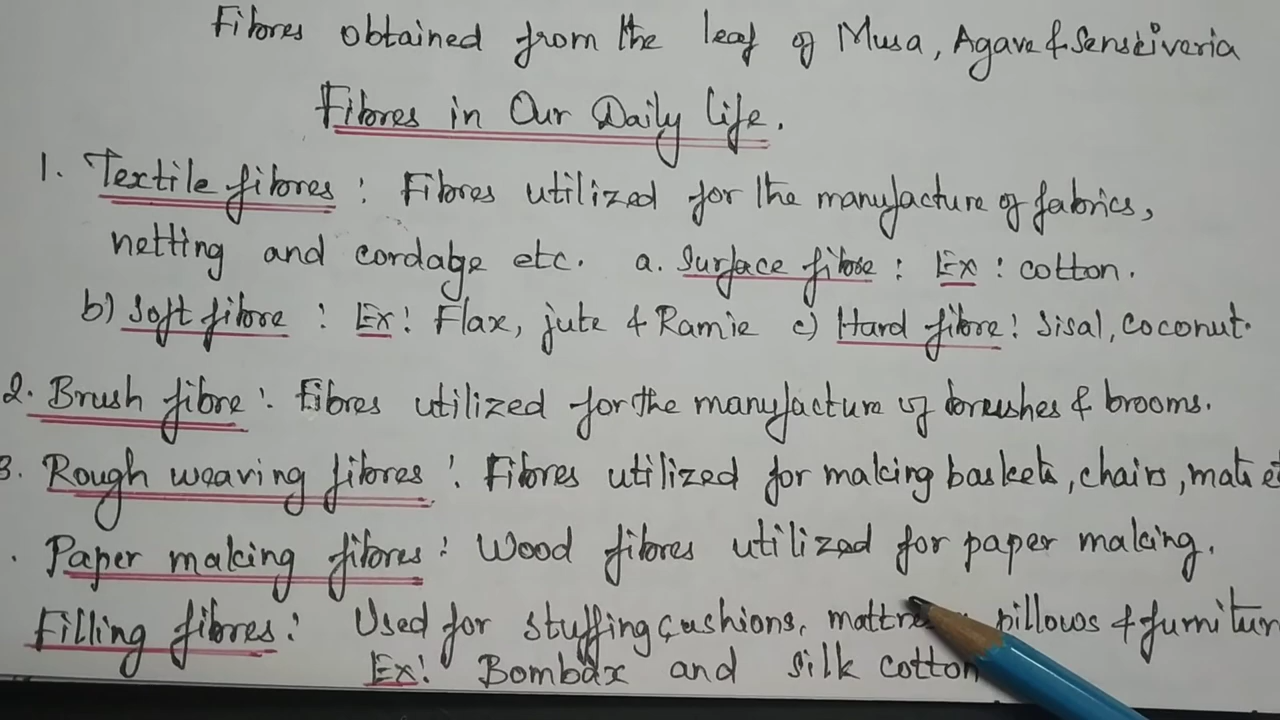 Fibres obtained from the leaf of Musa, Agave & Sensiveria
Fibres in Our Daily life.
1. Textile fibres : Fibres utilized for the manufacture of fabrics,
netting and cordage etc. a. Surface fibre : Ex : cotton.
b) Soft fibre : Ex : Flax, jute & Ramie c) Hard fibre : Sisal, coconut.
2. Brush fibre : Fibres utilized for the manufacture of brushes & brooms.
3. Rough weaving fibres : Fibres utilized for making baskets, chairs, mats
. Paper making fibres : Wood fibres utilized for paper making.
Filling fibres : Used for stuffing cushions, pillows &
Ex : Bombax and silk cotton